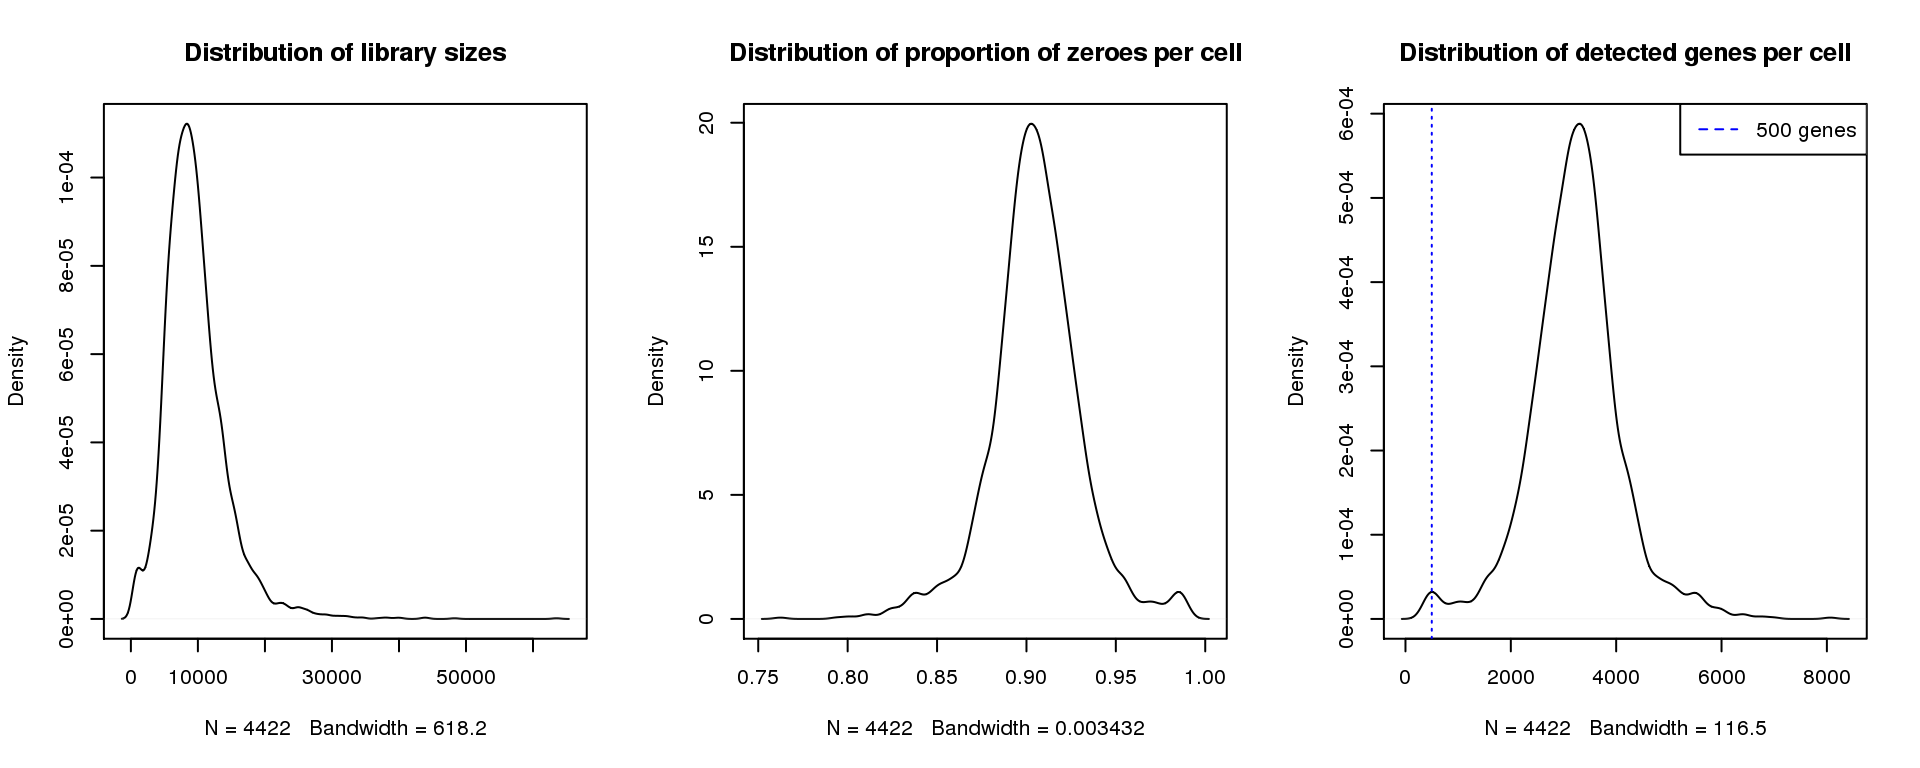 Distribution of library sizes
Density
0e+00 2e-05 4e-05 6e-05 8e-05 1e-04
0 10000 30000 50000
N = 4422 Bandwidth = 618.2
Distribution of proportion of zeroes per cell
Density
0 5 10 15 20
0.75 0.80 0.85 0.90 0.95 1.00
N = 4422 Bandwidth = 0.003432
Distribution of detected genes per cell
500 genes
Density
0e+00 1e-04 2e-04 3e-04 4e-04 5e-04 6e-04
0 2000 4000 6000 8000
N = 4422 Bandwidth = 116.5